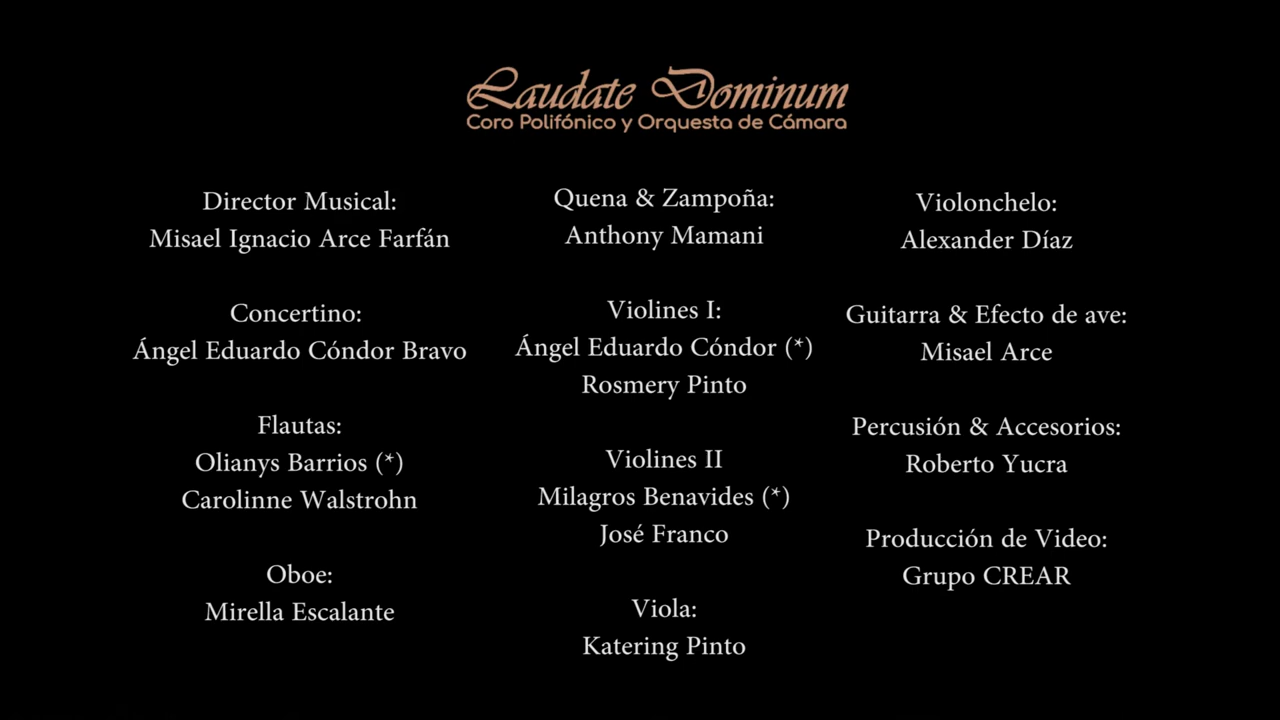 Laudate Dominum
Coro Polifónico y Orquesta de Cámara
Director Musical:
Misael Ignacio Arce Farfán
Concertino:
Ángel Eduardo Cóndor Bravo
Flautas:
Olianys Barrios (*)
Carolinne Walstrohn
Oboe:
Mirella Escalante
Quena & Zampoña:
Anthony Mamani
Violines I:
Ángel Eduardo Cóndor (*)
Rosmery Pinto
Violines II
Milagros Benavides (*)
José Franco
Viola:
Katering Pinto
Violonchelo:
Alexander Díaz
Guitarra & Efecto de ave:
Misael Arce
Percusión & Accesorios:
Roberto Yucra
Producción de Video:
Grupo CREAR